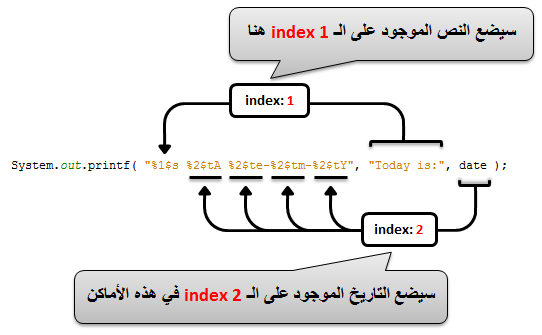 سيضع النص الموجود على الـ index 1 هنا
index: 1
System.out.printf( "%1$s %2$tA %2$te-%2$tm-%2$tY", "Today is:", date );
index: 2
سيضع التاريخ الموجود على الـ index 2 في هذه الأماكن